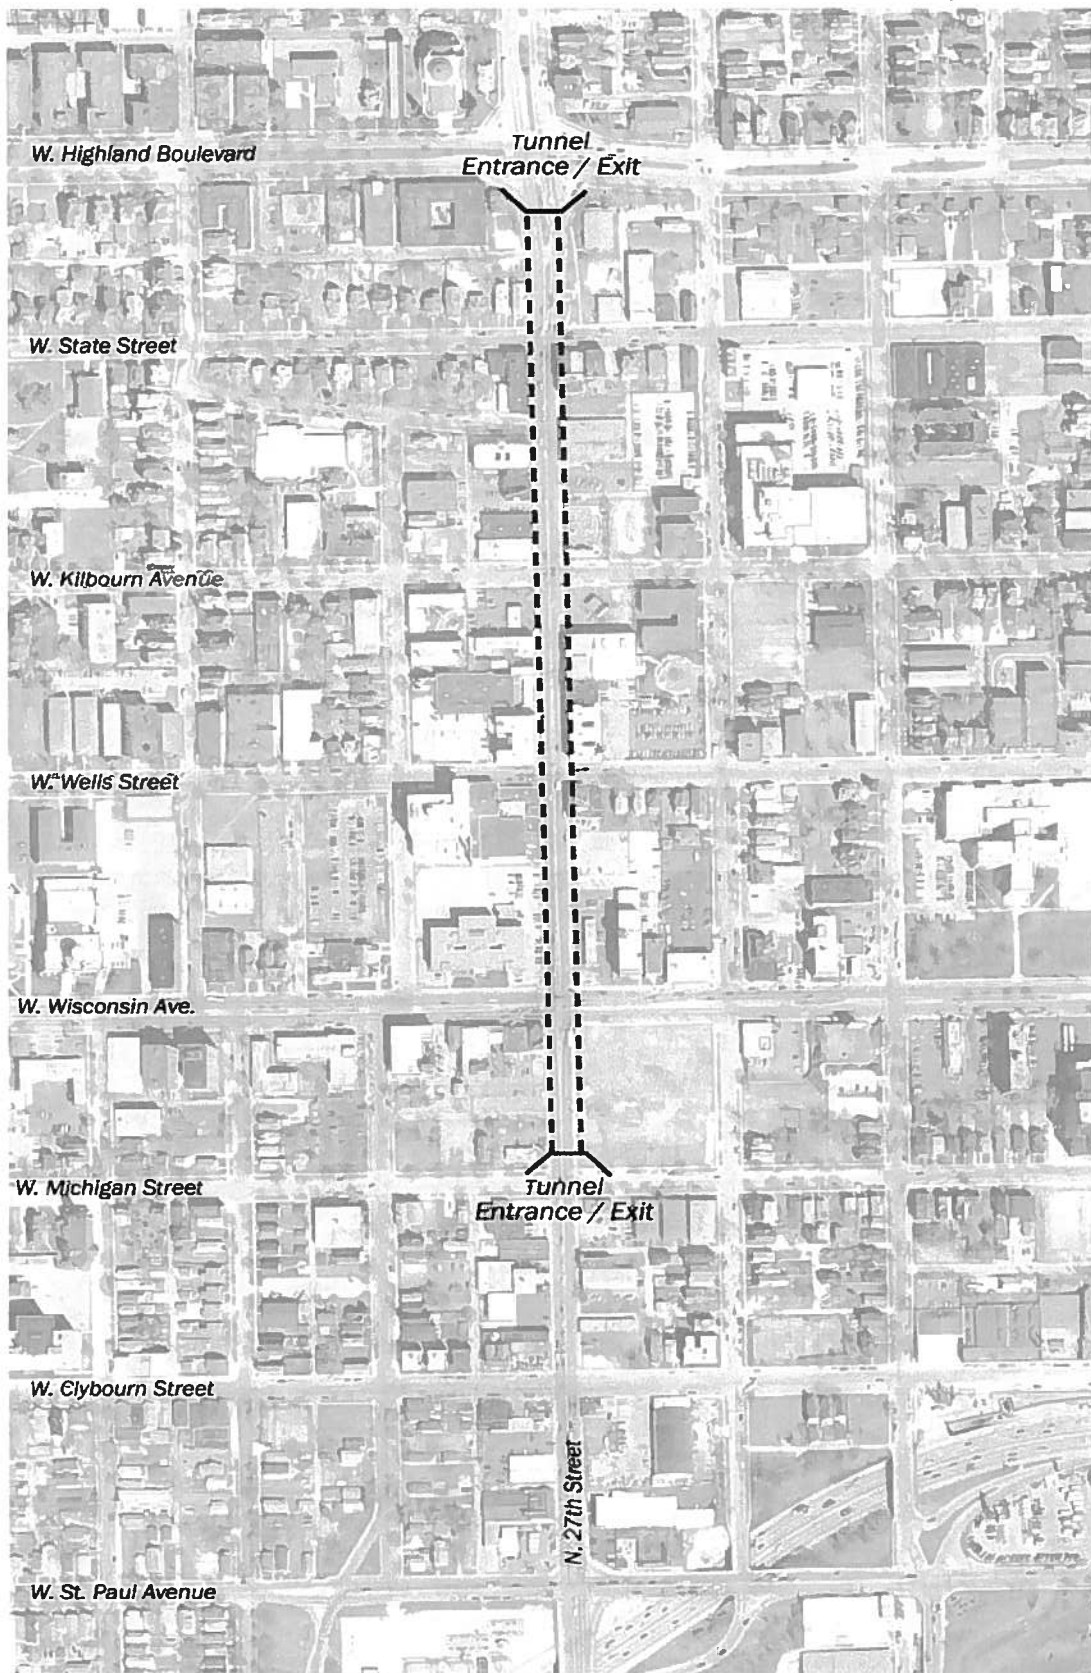 W. Highland Boulevard
Tunnel
Entrance / Exit
W. State Street
W. Kilbourn Avenue
W. Wells Street
W. Wisconsin Ave.
W. Michigan Street
Tunnel
Entrance / Exit
W. Clybourn Street
N. 27th Street
W. St. Paul Avenue